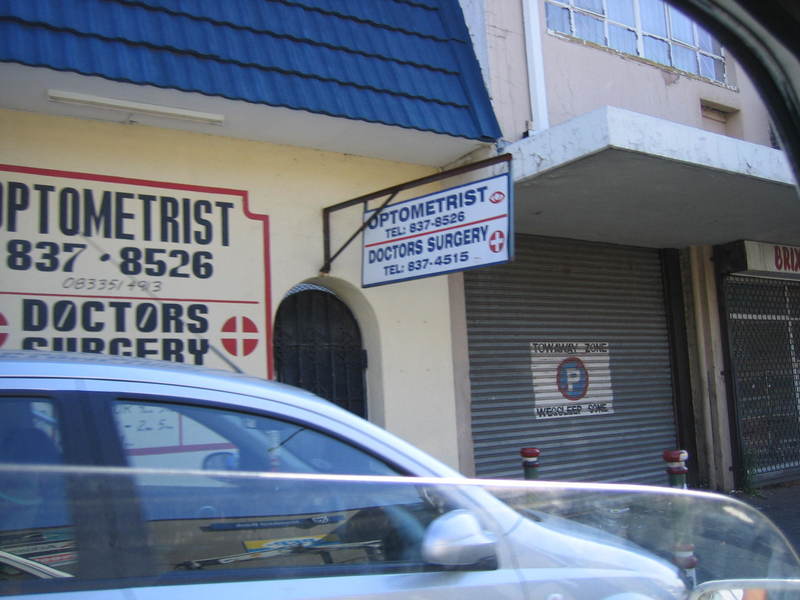 OPTOMETRIST
837·8526
0833514913
DOCTORS
SURGERY
OPTOMETRIST
TEL: 837-8526
DOCTORS SURGERY
TEL: 837-4515
TOWAWAY ZONE
P
WEGSLEEP SONE
BRIX